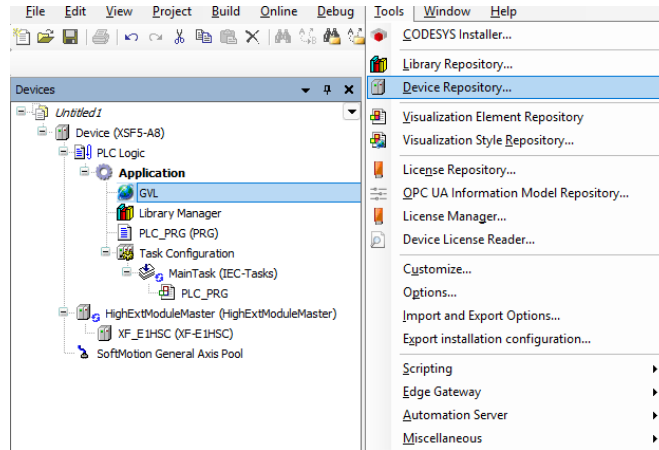 File Edit View Project Build Online Debug Tools Window Help
Devices
Untitled1
Device (XSF5-A8)
PLC Logic
Application
GVL
Library Manager
PLC_PRG (PRG)
Task Configuration
MainTask (IEC-Tasks)
PLC_PRG
HighExtModuleMaster (HighExtModuleMaster)
XF_E1HSC (XF-E1HSC)
SoftMotion General Axis Pool
CODESYS Installer...
Library Repository...
Device Repository...
Visualization Element Repository
Visualization Style Repository...
License Repository...
OPC UA Information Model Repository...
License Manager...
Device License Reader...
Customize...
Options...
Import and Export Options...
Export installation configuration...
Scripting
Edge Gateway
Automation Server
Miscellaneous